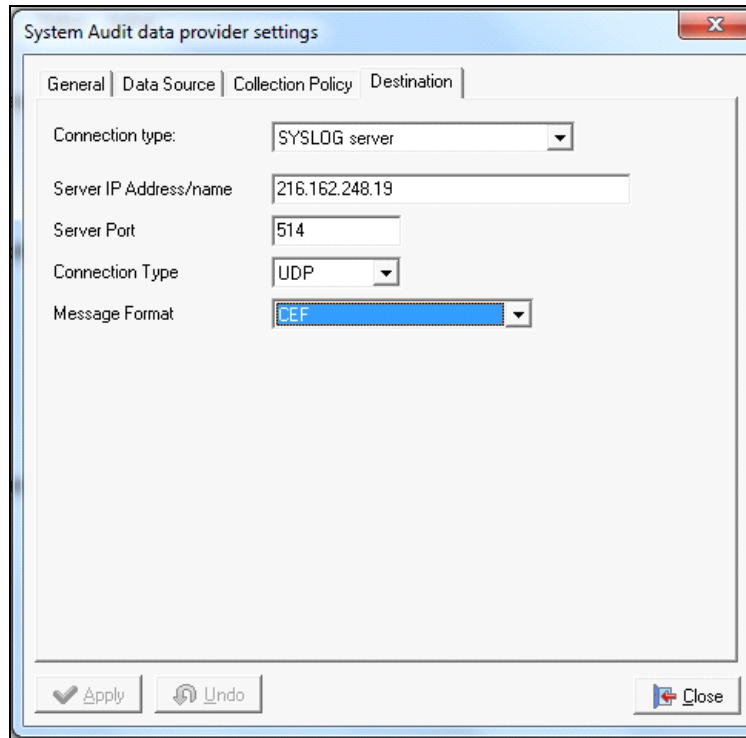 System Audit data provider settings
General Data Source Collection Policy Destination
Connection type: SYSLOG server
Server IP Address/name 216.162.248.19
Server Port 514
Connection Type UDP
Message Format CEF
Apply Undo Close